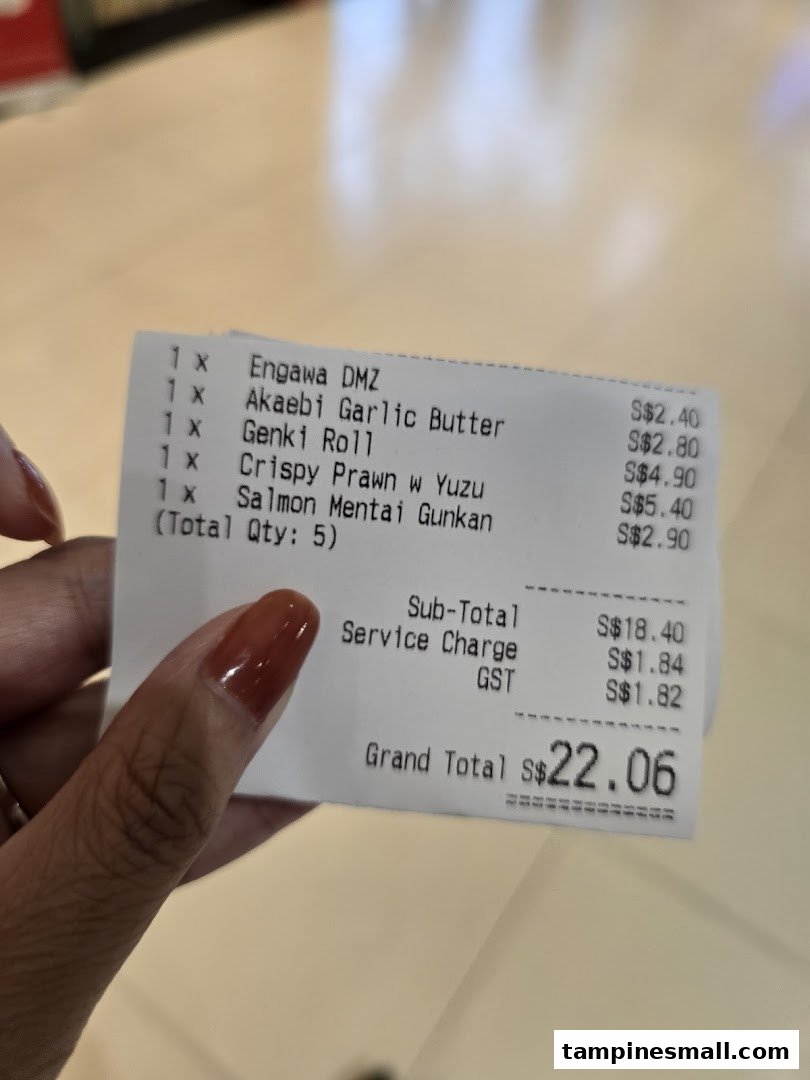 1 x Engawa DMZ S$2.40
1 x Akaebi Garlic Butter S$2.80
1 x Genki Roll S$4.90
1 x Crispy Prawn w Yuzu S$5.40
1 x Salmon Mentai Gunkan S$2.90
(Total Qty: 5)
Sub-Total S$18.40
Service Charge S$1.84
GST S$1.82
Grand Total S$22.06
tampinesmall.com